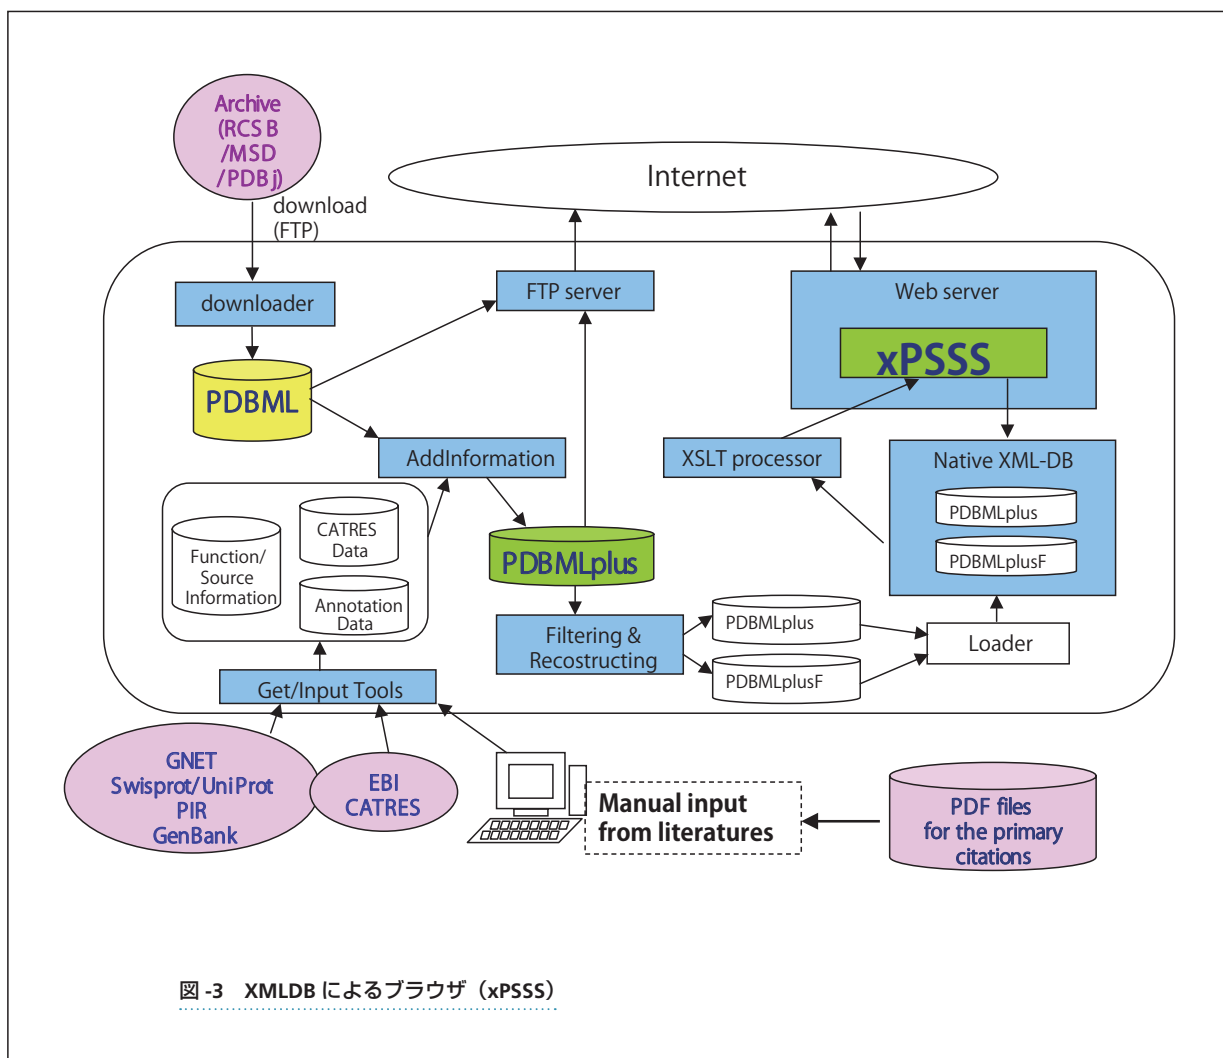 Archive
(RCSB
/MSD
/PDBj)
download
(FTP)
Internet
downloader
FTP server
Web server
xPSSS
PDBML
AddInformation
XSLT processor
Native XML-DB
PDBMLplus
PDBMLplusF
CATRES
Data
Function/
Source
Information
Annotation
Data
PDBMLplus
Filtering &
Recostructing
PDBMLplus
PDBMLplusF
Loader
Get/Input Tools
GNET
Swisprot/UniProt
PIR
GenBank
EBI
CATRES
Manual input
from literatures
PDF files
for the primary
citations
図 -3 XMLDB によるブラウザ（xPSSS）